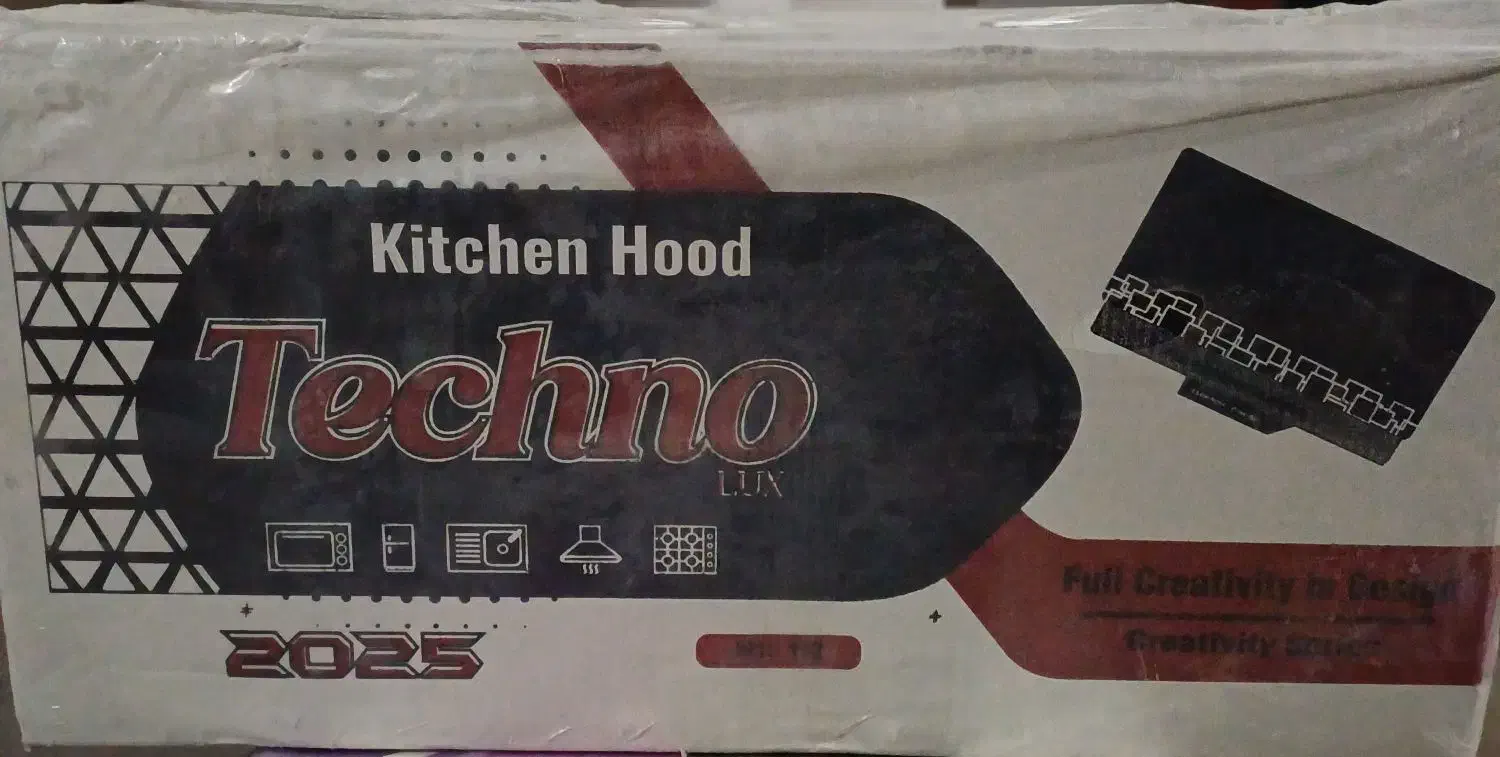 Kitchen Hood
Techno
LUX
2025
Full Creativity in Design
Creativity Series